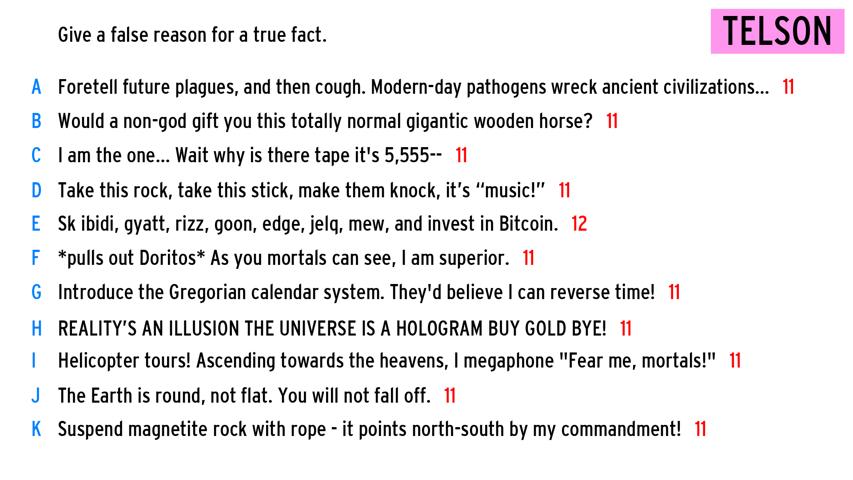 Give a false reason for a true fact.
TELSON
A Foretell future plagues, and then cough. Modern-day pathogens wreck ancient civilizations... 11
B Would a non-god gift you this totally normal gigantic wooden horse? 11
C I am the one... Wait why is there tape it's 5,555-- 11
D Take this rock, take this stick, make them knock, it’s “music!” 11
E Sk ibidi, gyatt, rizz, goon, edge, jelq, mew, and invest in Bitcoin. 12
F *pulls out Doritos* As you mortals can see, I am superior. 11
G Introduce the Gregorian calendar system. They'd believe I can reverse time! 11
H REALITY’S AN ILLUSION THE UNIVERSE IS A HOLOGRAM BUY GOLD BYE! 11
I Helicopter tours! Ascending towards the heavens, I megaphone "Fear me, mortals!" 11
J The Earth is round, not flat. You will not fall off. 11
K Suspend magnetite rock with rope - it points north-south by my commandment! 11